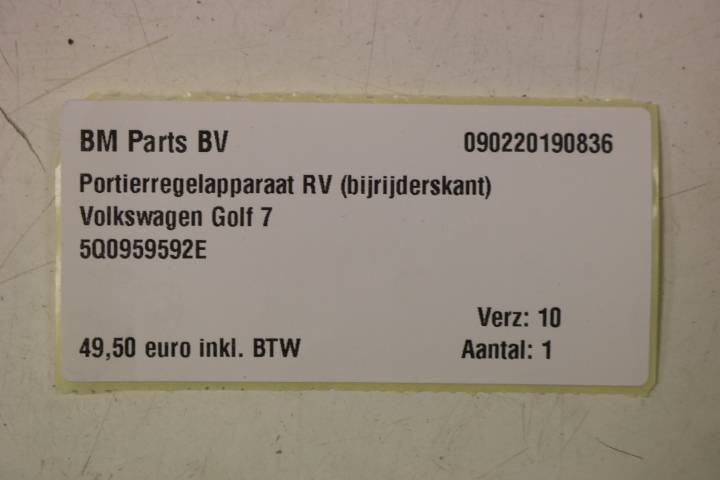 BM Parts BV 090220190836
Portierregelapparaat RV (bijrijderskant)
Volkswagen Golf 7
5Q0959592E
Verz: 10
49,50 euro inkl. BTW Aantal: 1